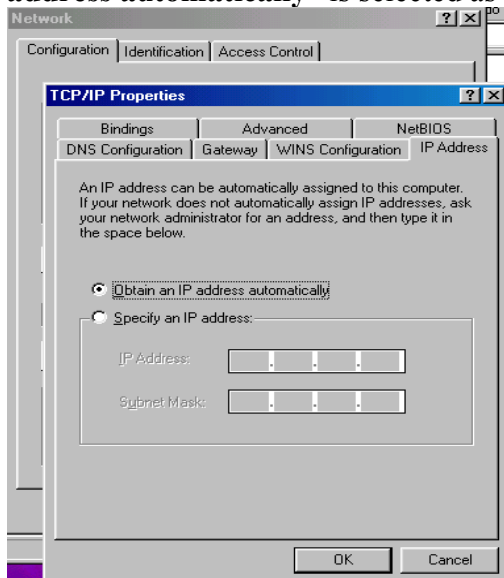 address automatically" is selected as
Network
Configuration Identification Access Control
TCP/IP Properties
Bindings Advanced NetBIOS
DNS Configuration Gateway WINS Configuration IP Address
An IP address can be automatically assigned to this computer.
If your network does not automatically assign IP addresses, ask
your network administrator for an address, and then type it in
the space below.
Obtain an IP address automatically
Specify an IP address:
IP Address:
Subnet Mask:
OK Cancel